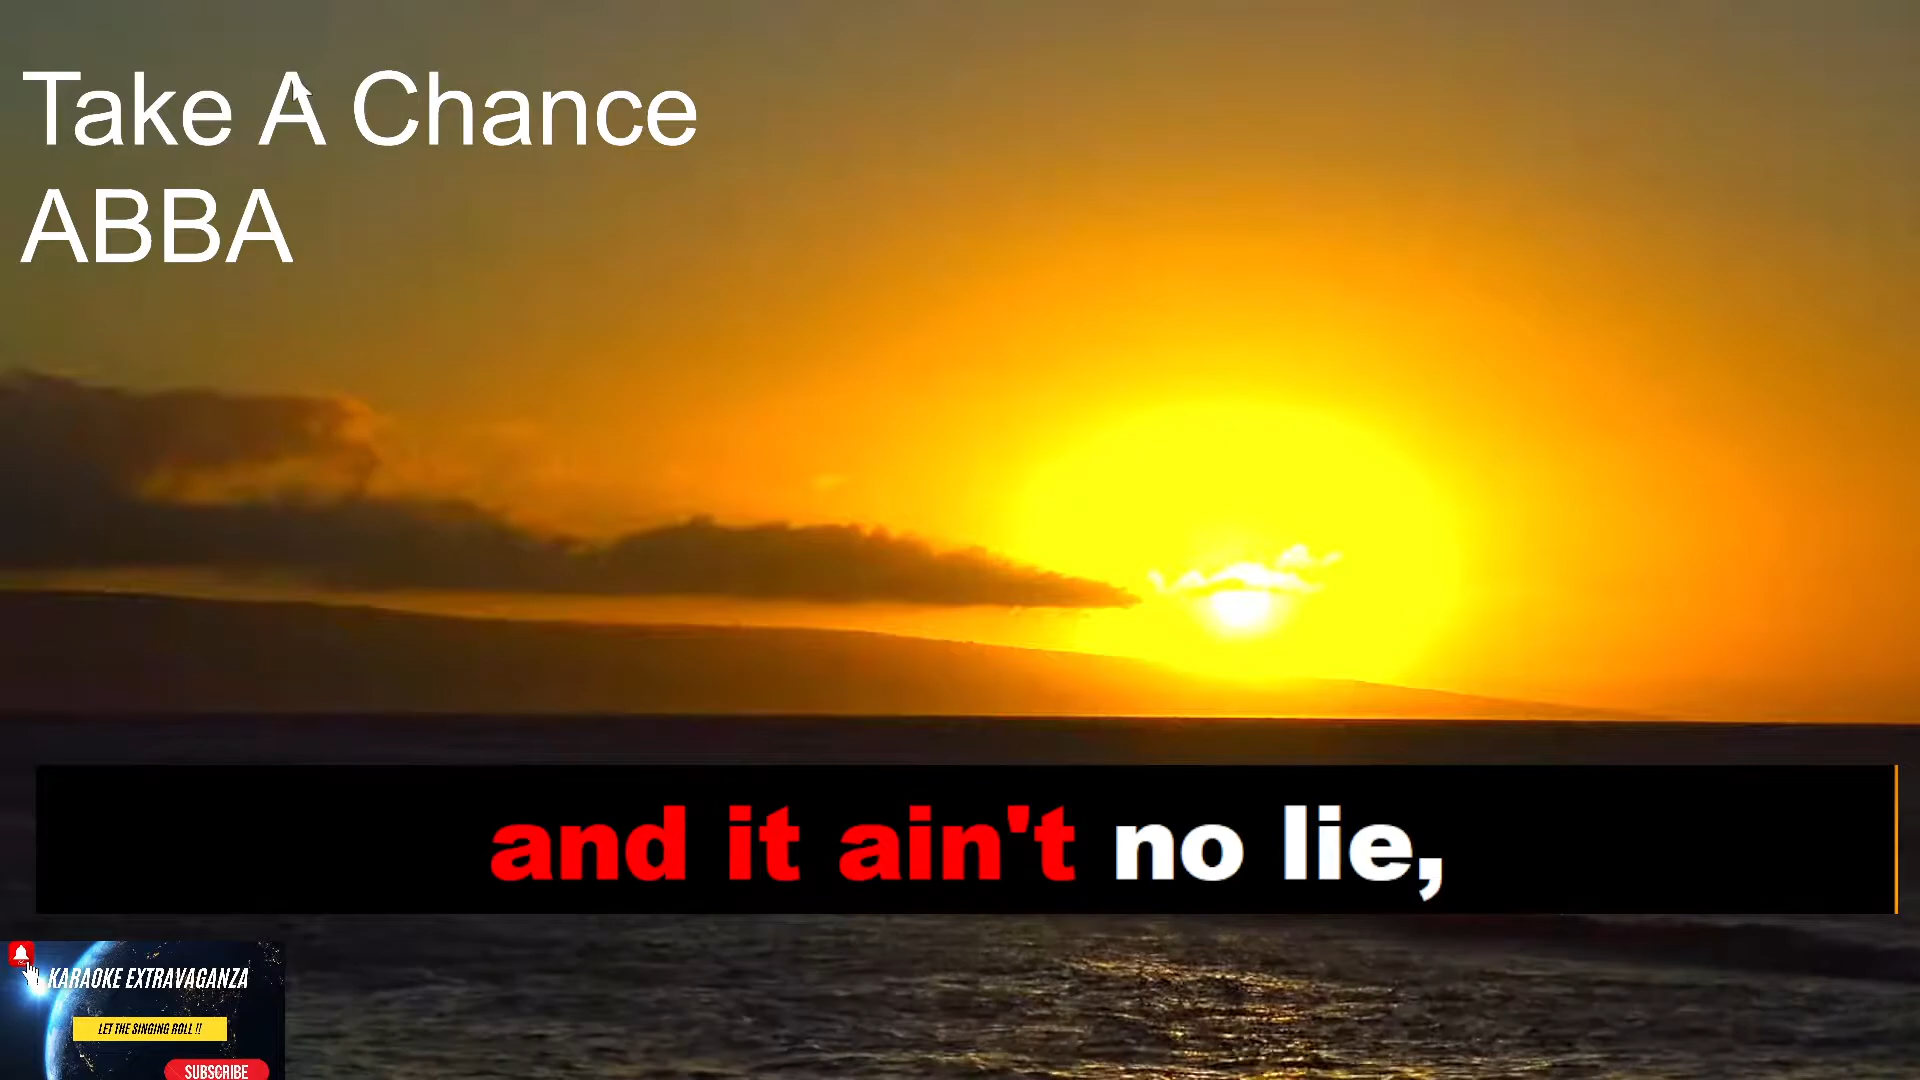 Take A Chance
ABBA
and it ain't no lie,
KARAOKE EXTRAVAGANZA
LET THE SINGING ROLL !!
SUBSCRIBE